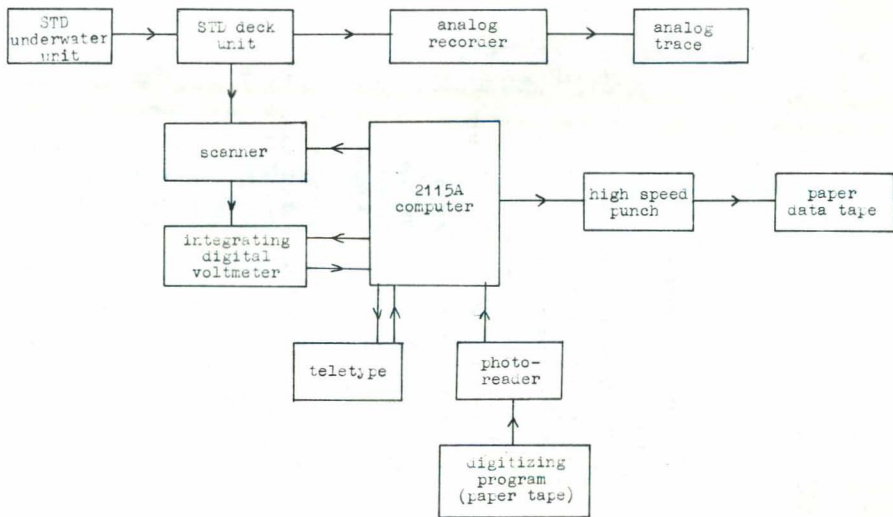 STD
underwater
unit
STD deck
unit
analog
recorder
analog
trace
scanner
2115A
computer
high speed
punch
paper
data tape
integrating
digital
voltmeter
teletype
photo-
reader
digitizing
program
(paper tape)